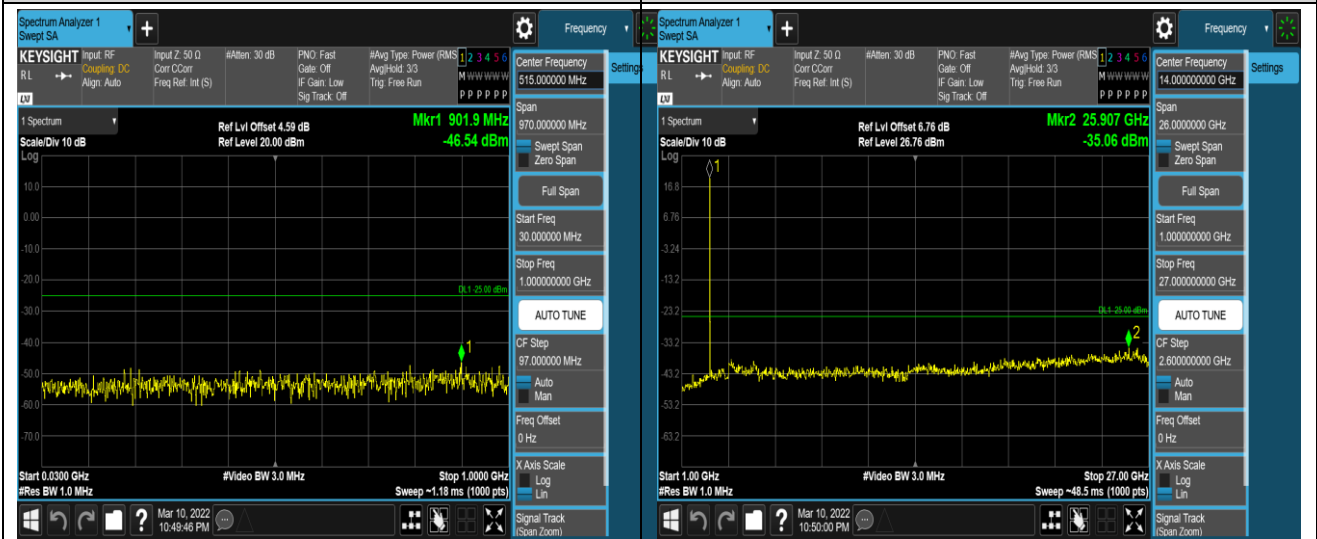 Spectrum Analyzer 1
Swept SA
+
Frequency
KEYSIGHT
RL
LXI
Input: RF
Coupling: DC
Align: Auto
Input Z: 50 Ω
Corr CCorr
Freq Ref: Int (S)
#Atten: 30 dB
PNO: Fast
Gate: Off
IF Gain: Low
Sig Track: Off
#Avg Type: Power (RMS
Avg|Hold: 3/3
Trig: Free Run
1 2 3 4 5 6
M W W W W W
P P P P P P
Center Frequency
515.000000 MHz
Settings
1 Spectrum
Scale/Div 10 dB
Log
Ref Lvl Offset 4.59 dB
Ref Level 20.00 dBm
Mkr1 901.9 MHz
-46.54 dBm
Span
970.000000 MHz
Swept Span
Zero Span
Full Span
Start Freq
30.000000 MHz
Stop Freq
1.000000000 GHz
AUTO TUNE
CF Step
97.000000 MHz
Auto
Man
Freq Offset
0 Hz
X Axis Scale
Log
Lin
Signal Track
(Span Zoom)
10.0
0.00
-10.0
-20.0
-30.0
-40.0
-50.0
-60.0
-70.0
DL1 -25.00 dBm
1
Start 0.0300 GHz
#Res BW 1.0 MHz
#Video BW 3.0 MHz
Stop 1.0000 GHz
Sweep ~1.18 ms (1000 pts)
?
Mar 10, 2022
10:49:46 PM
Spectrum Analyzer 1
Swept SA
+
Frequency
KEYSIGHT
RL
LXI
Input: RF
Coupling: DC
Align: Auto
Input Z: 50 Ω
Corr CCorr
Freq Ref: Int (S)
#Atten: 30 dB
PNO: Fast
Gate: Off
IF Gain: Low
Sig Track: Off
#Avg Type: Power (RMS
Avg|Hold: 3/3
Trig: Free Run
1 2 3 4 5 6
M W W W W W
P P P P P P
Center Frequency
14.000000000 GHz
Settings
1 Spectrum
Scale/Div 10 dB
Log
Ref Lvl Offset 6.76 dB
Ref Level 26.76 dBm
Mkr2 25.907 GHz
-35.06 dBm
Span
26.0000000 GHz
Swept Span
Zero Span
Full Span
Start Freq
1.000000000 GHz
Stop Freq
27.000000000 GHz
AUTO TUNE
CF Step
2.600000000 GHz
Auto
Man
Freq Offset
0 Hz
X Axis Scale
Log
Lin
Signal Track
(Span Zoom)
1
16.8
6.76
-3.24
-13.2
-23.2
-33.2
-43.2
-53.2
-63.2
DL1 -25.00 dBm
2
Start 1.00 GHz
#Res BW 1.0 MHz
#Video BW 3.0 MHz
Stop 27.00 GHz
Sweep ~48.5 ms (1000 pts)
?
Mar 10, 2022
10:50:00 PM